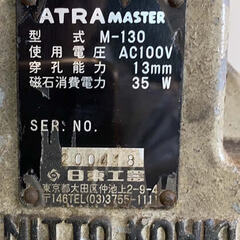 ATRA MASTER
型式 M-130
使用電圧 AC100V
穿孔能力 13mm
磁石消費電力 35 W
SER. NO.
200418
日東工器
東京都大田区仲池上2-9-4
〒146TEL(03)3755-1111
NITTO KOHKI